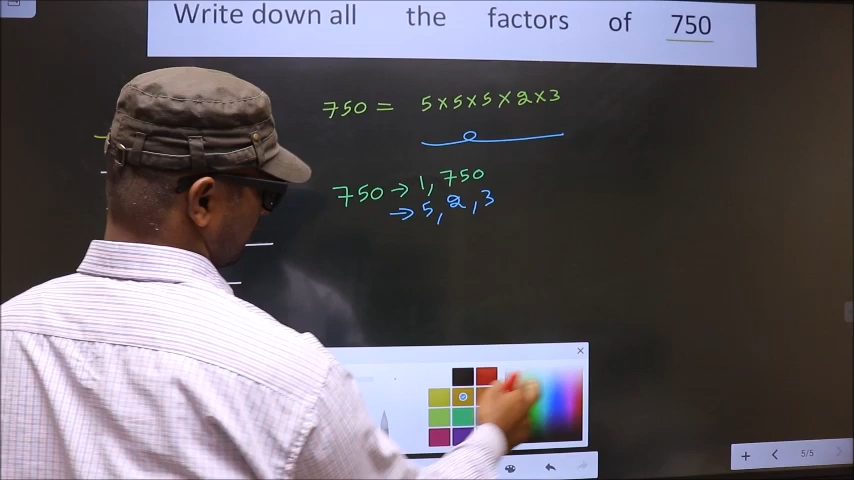 Write down all the factors of 750
750 = 5×5×5×2×3
750 → 1, 750
→ 5, 2, 3
5/5